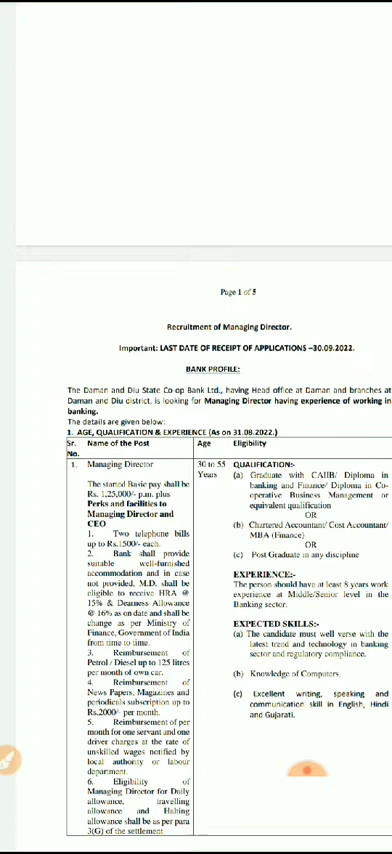 Page 1 of 5
Recruitment of Managing Director.
Important: LAST DATE OF RECEIPT OF APPLICATIONS –30.09.2022.
BANK PROFILE:
The Daman and Diu State Co-op Bank Ltd., having Head office at Daman and branches at
Daman and Diu district, is looking for Managing Director having experience of working in
banking.
The details are given below:
1. AGE, QUALIFICATION & EXPERIENCE (As on 31.08.2022.)
Sr. No. Name of the Post Age Eligibility
1. Managing Director
The started Basic pay shall be
Rs. 1,25,000/- p.m. plus
Perks and facilities to
Managing Director and
CEO
1. Two telephone bills
up to Rs.1500/- each.
2. Bank shall provide
suitable well-furnished
accommodation and in case
not provided, M.D. shall be
eligible to receive HRA @
15% & Dearness Allowance
@ 16% as on date and shall be
change as per Ministry of
Finance, Government of India
from time to time.
3. Reimbursement of
Petrol / Diesel up to 125 litres
per month of own car.
4. Reimbursement of
News Papers, Magazines and
periodicals subscription up to
Rs.2000/- per month.
5. Reimbursement of per
month for one servant and one
driver charges at the rate of
unskilled wages notified by
local authority or labour
department.
6. Eligibility of
Managing Director for Daily
allowance, travelling
allowance and Halting
allowance shall be as per para
3(G) of the settlement
30 to 55
Years
QUALIFICATION:-
(a) Graduate with CAIIB/ Diploma in
banking and Finance/ Diploma in Co-
operative Business Management or
equivalent qualification
OR
(b) Chartered Accountant/ Cost Accountant/
MBA (Finance)
OR
(c) Post Graduate in any discipline
EXPERIENCE:-
The person should have at least 8 years work
experience at Middle/Senior level in the
Banking sector.
EXPECTED SKILLS:-
(a) The candidate must well verse with the
latest trend and technology in banking
sector and regulatory compliance.
(b) Knowledge of Computers.
(c) Excellent writing, speaking and
communication skill in English, Hindi
and Gujarati.